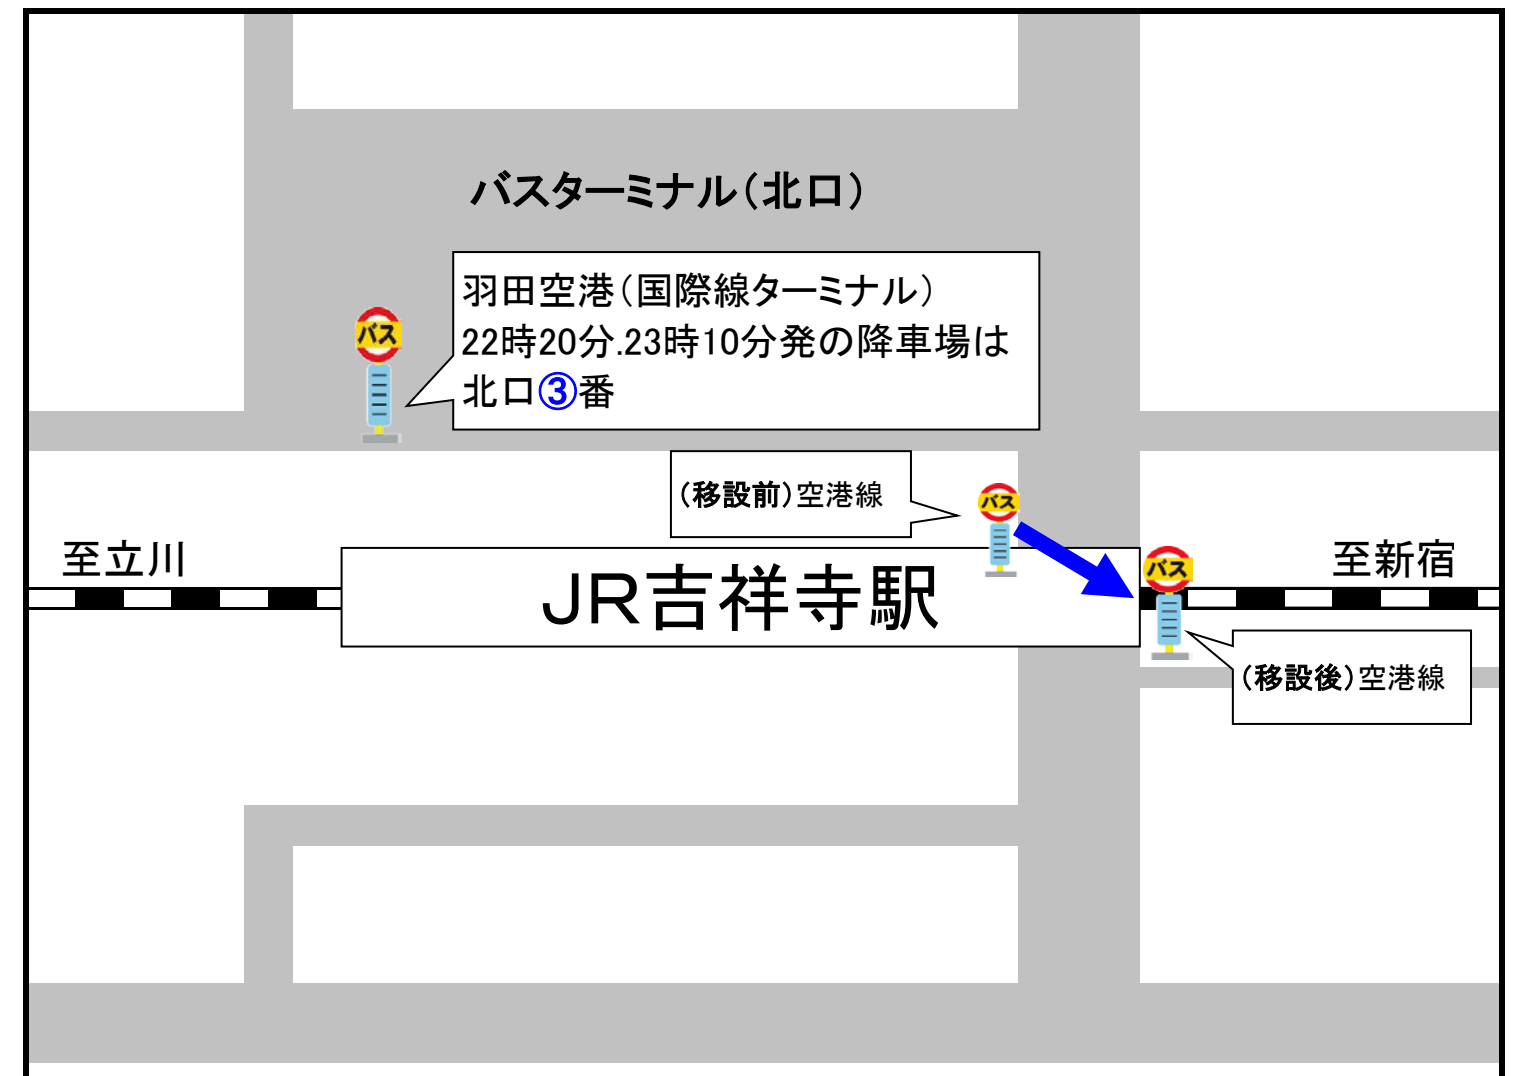 バスターミナル（北口）
羽田空港（国際線ターミナル）
22時20分.23時10分発の降車場は
北口③番
バス
（移設前）空港線
バス
至立川
JR吉祥寺駅
バス
至新宿
（移設後）空港線